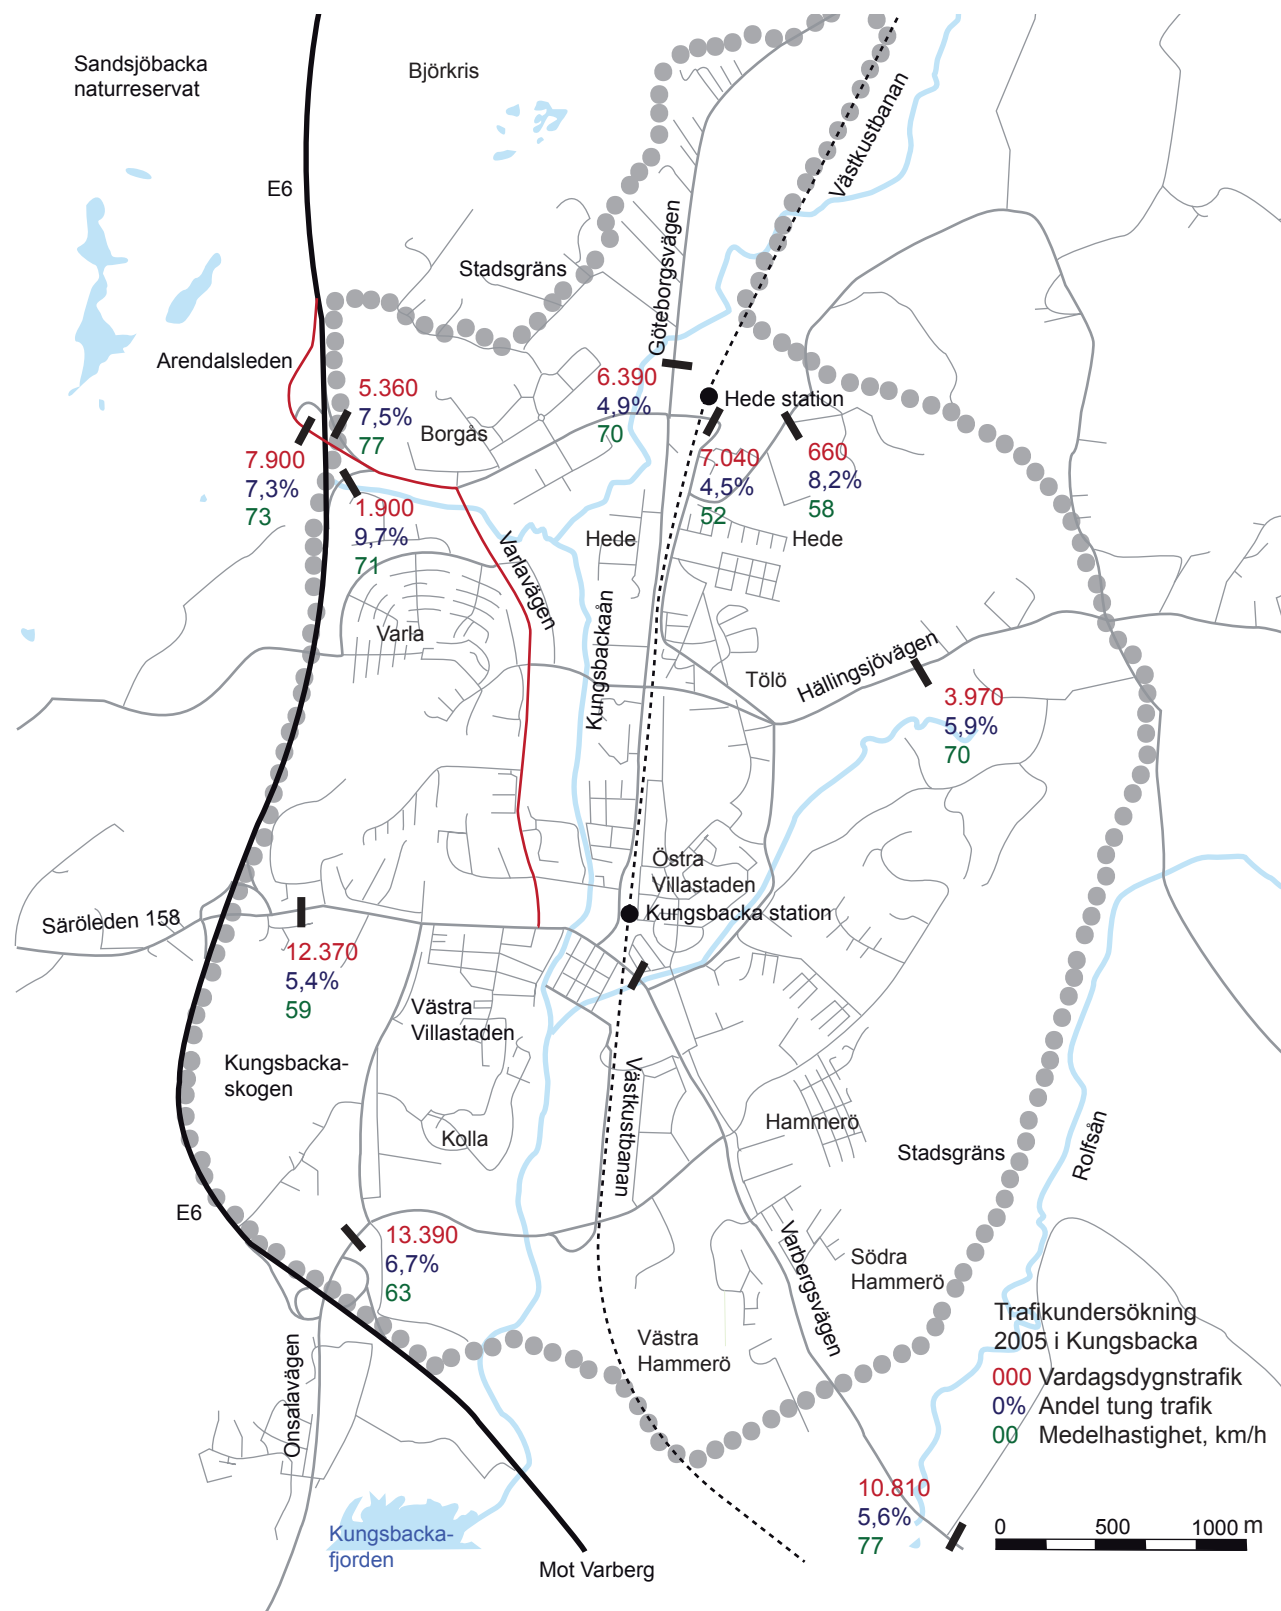 Sandsjöbacka
naturreservat
Björkris
Västkustbanan
E6
Göteborgsvägen
Stadsgräns
Arendalsleden
5.360
7,5%
77
6.390
4,9%
70
Hede station
Borgås
7.900
7,3%
73
7.040
4,5%
52
660
8,2%
58
1.900
9,7%
71
Varlavägen
Hede
Hede
Varla
Kungsbackaån
Tölö
Hällingsjövägen
3.970
5,9%
70
Östra
Villastaden
Kungsbacka station
Säröleden 158
12.370
5,4%
59
Västra
Villastaden
Kungsbacka-
skogen
Västkustbanan
Kolla
Hammerö
Stadsgräns
Rolfsån
E6
13.390
6,7%
63
Varbergsvägen
Södra
Hammerö
Västra
Hammerö
Onsalavägen
Trafikundersökning
2005 i Kungsbacka
000 Vardagsdygnstrafik
0% Andel tung trafik
00 Medelhastighet, km/h
10.810
5,6%
77
0 500 1000 m
Kungsbacka-
fjorden
Mot Varberg